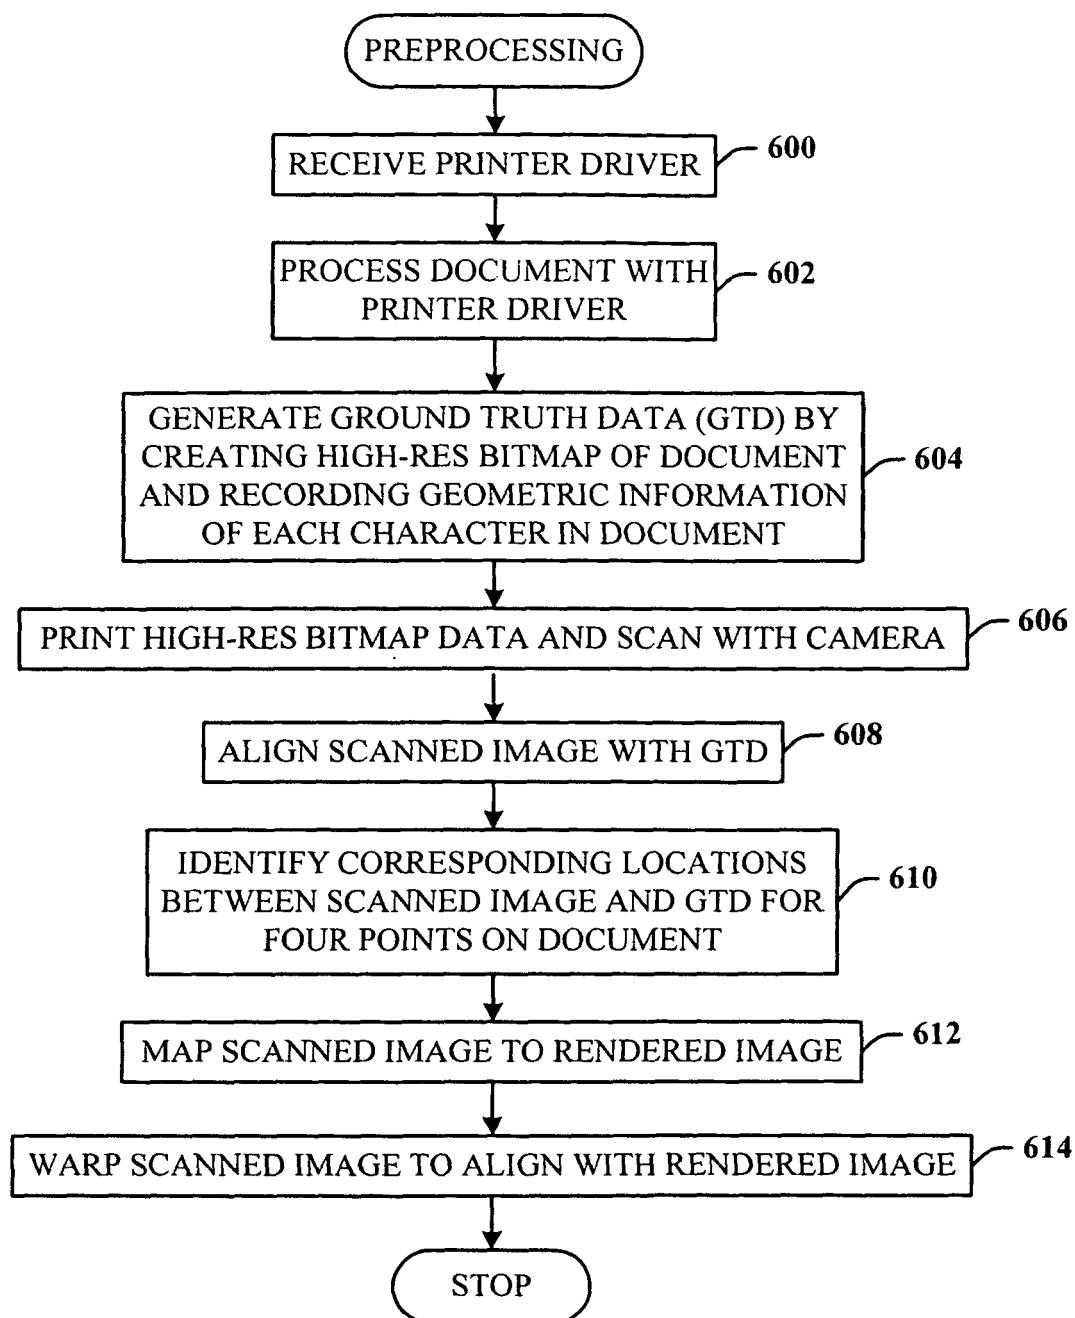 PREPROCESSING
RECEIVE PRINTER DRIVER
600
PROCESS DOCUMENT WITH
PRINTER DRIVER
602
GENERATE GROUND TRUTH DATA (GTD) BY
CREATING HIGH-RES BITMAP OF DOCUMENT
AND RECORDING GEOMETRIC INFORMATION
OF EACH CHARACTER IN DOCUMENT
604
PRINT HIGH-RES BITMAP DATA AND SCAN WITH CAMERA
606
ALIGN SCANNED IMAGE WITH GTD
608
IDENTIFY CORRESPONDING LOCATIONS
BETWEEN SCANNED IMAGE AND GTD FOR
FOUR POINTS ON DOCUMENT
610
MAP SCANNED IMAGE TO RENDERED IMAGE
612
WARP SCANNED IMAGE TO ALIGN WITH RENDERED IMAGE
614
STOP